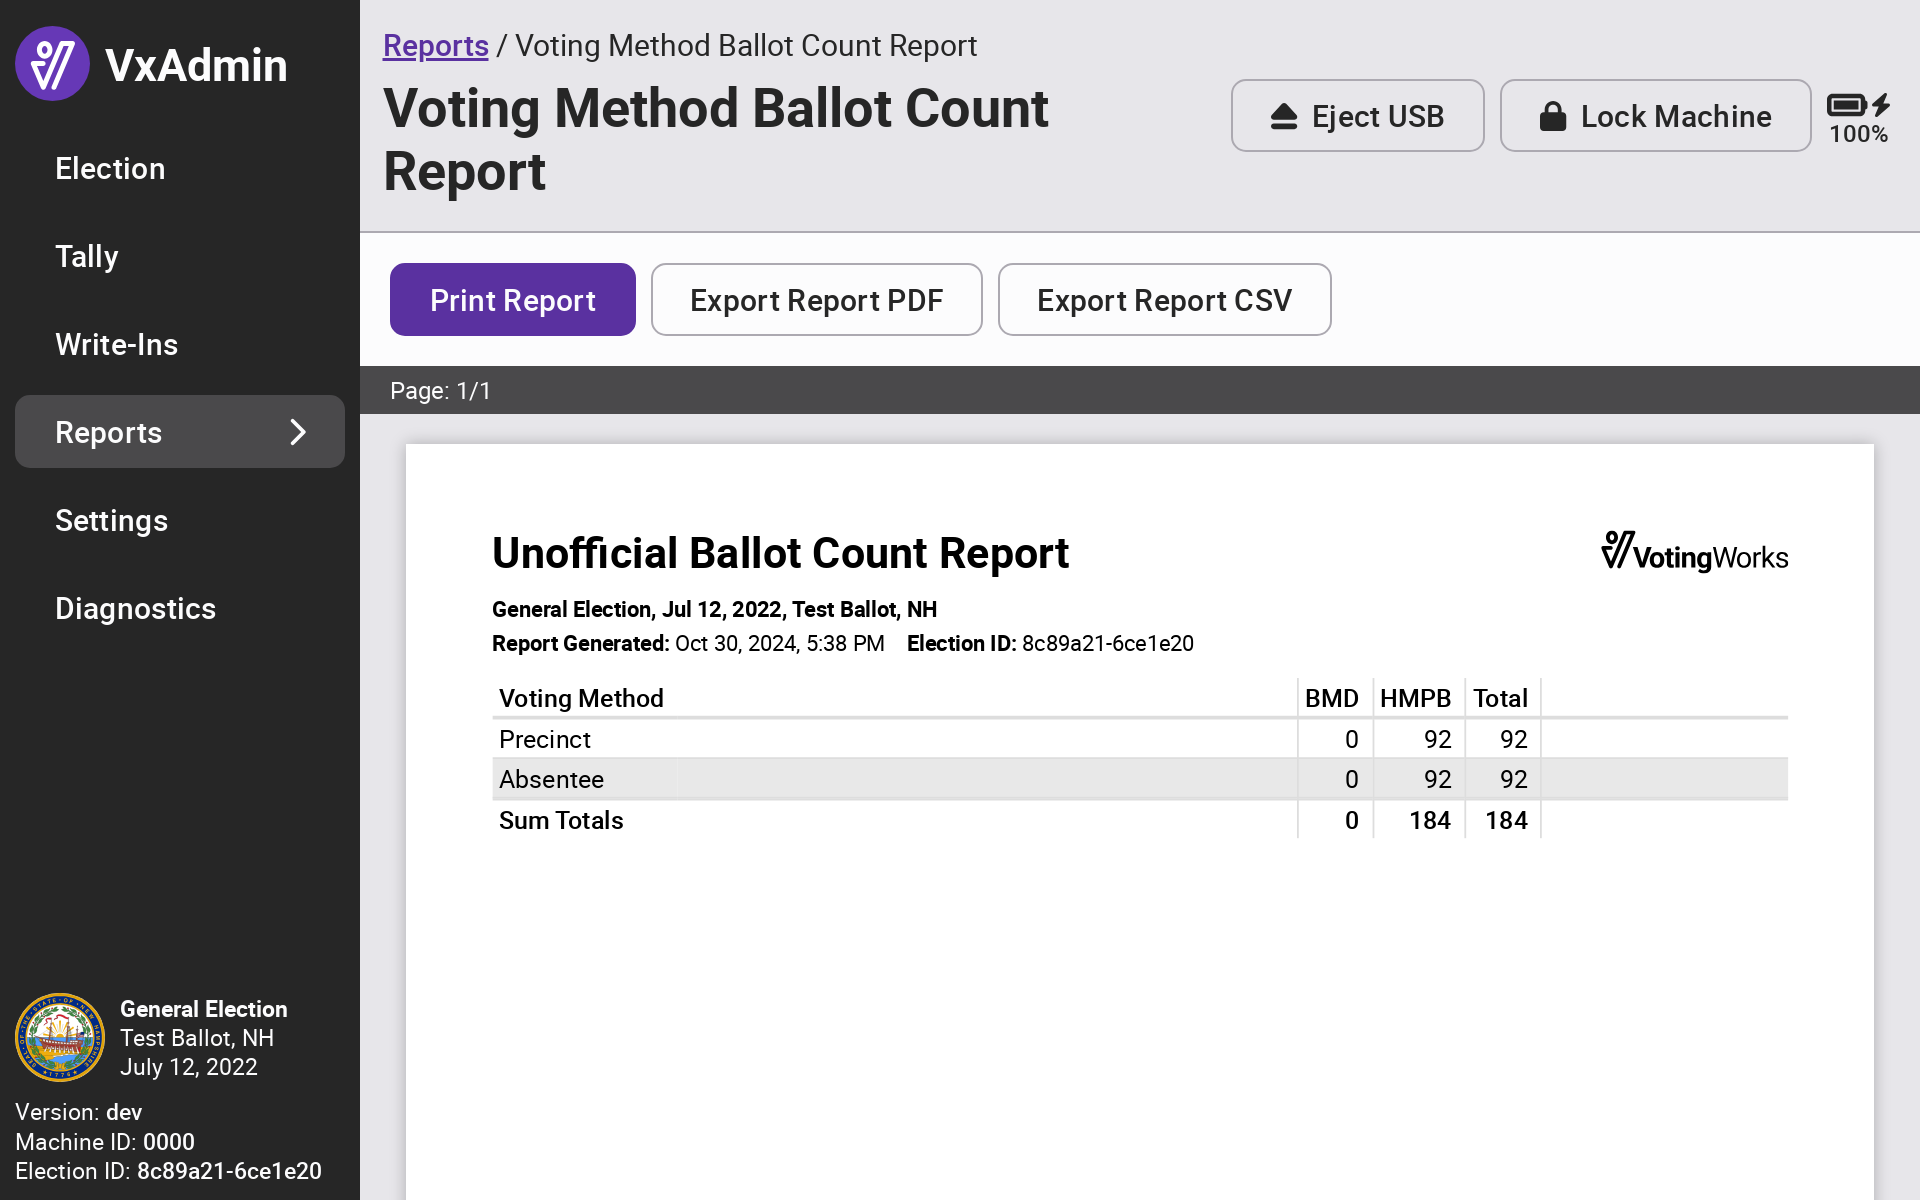 VxAdmin
Election
Tally
Write-Ins
Reports
Settings
Diagnostics
General Election
Test Ballot, NH
July 12, 2022
Version: dev
Machine ID: 0000
Election ID: 8c89a21-6ce1e20
Reports / Voting Method Ballot Count Report
Voting Method Ballot Count
Report
Eject USB
Lock Machine
100%
Print Report
Export Report PDF
Export Report CSV
Page: 1/1
Unofficial Ballot Count Report
VotingWorks
General Election, Jul 12, 2022, Test Ballot, NH
Report Generated: Oct 30, 2024, 5:38 PM Election ID: 8c89a21-6ce1e20
Voting Method BMD HMPB Total
Precinct 0 92 92
Absentee 0 92 92
Sum Totals 0 184 184